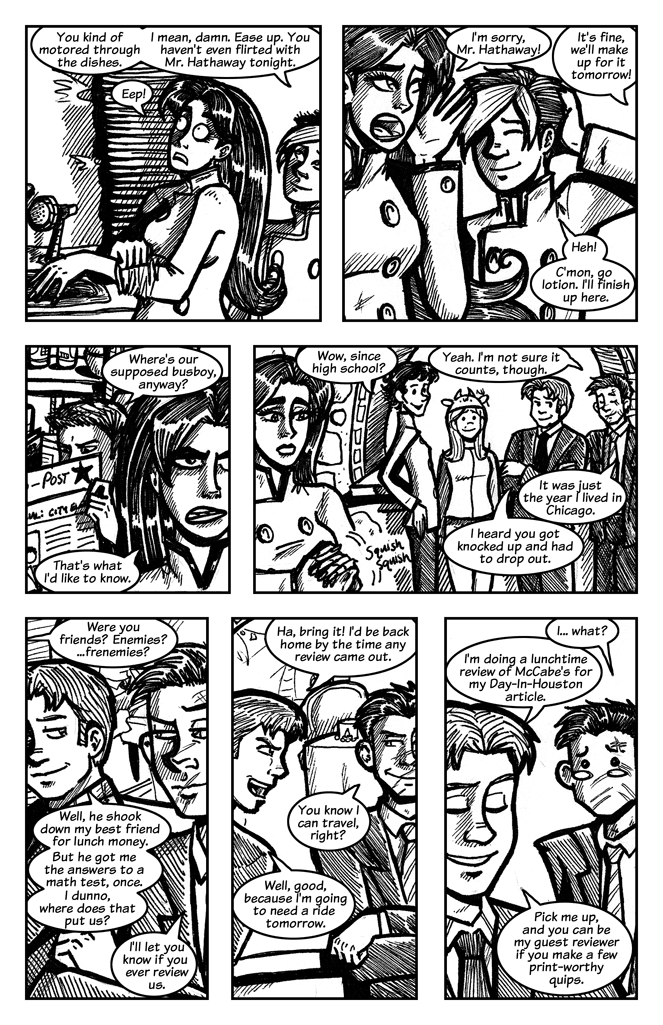 You kind of
motored through
the dishes.
I mean, damn. Ease up. You
haven't even flirted with
Mr. Hathaway tonight.
Eep!
I'm sorry,
Mr. Hathaway!
It's fine,
we'll make
up for it
tomorrow!
Heh!
C'mon, go
lotion. I'll finish
up here.
Where's our
supposed busboy,
anyway?
-POST
CITY
That's what
I'd like to know.
Wow, since
high school?
Yeah. I'm not sure it
counts, though.
It was just
the year I lived in
Chicago.
I heard you got
knocked up and had
to drop out.
Squish
Squish
Were you
friends? Enemies?
...frenemies?
Well, he shook
down my best friend
for lunch money.
But he got me
the answers to a
math test, once.
I dunno,
where does that
put us?
I'll let you
know if you
ever review
us.
Ha, bring it! I'd be back
home by the time any
review came out.
You know I
can travel,
right?
Well, good,
because I'm going
to need a ride
tomorrow.
I... what?
I'm doing a lunchtime
review of McCabe's for
my Day-In-Houston
article.
Pick me up,
and you can be
my guest reviewer
if you make a few
print-worthy
quips.